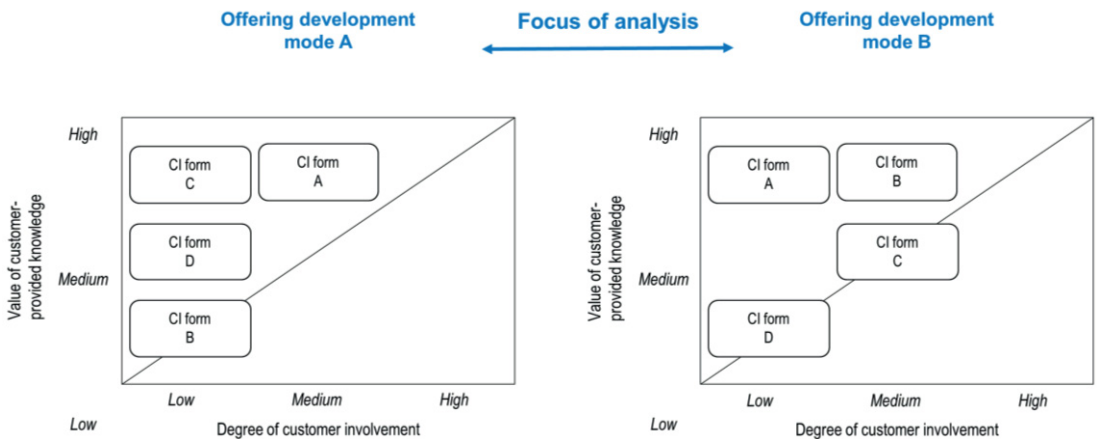 Offering development
mode A
Focus of analysis
Offering development
mode B
High
Medium
Low
Value of customer-
provided knowledge
CI form
C
CI form
A
CI form
D
CI form
B
Low
Medium
High
Degree of customer involvement
High
Medium
Low
Value of customer-
provided knowledge
CI form
A
CI form
B
CI form
C
CI form
D
Low
Medium
High
Degree of customer involvement